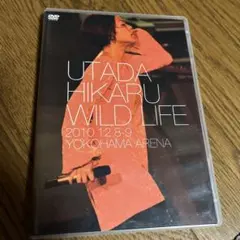 DVD
UTADA
HIKARU
WILD LIFE
2010.12.8-9
YOKOHAMA ARENA